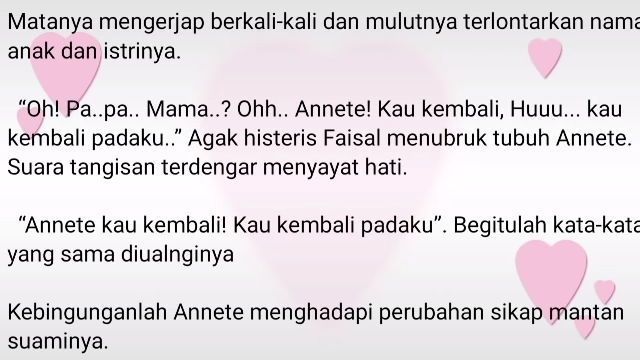 Matanya mengerjap berkali-kali dan mulutnya terlontarkan nama
anak dan istrinya.
“Oh! Pa..pa.. Mama..? Ohh.. Annete! Kau kembali, Huuu... kau
kembali padaku..” Agak histeris Faisal menubruk tubuh Annete.
Suara tangisan terdengar menyayat hati.
“Annete kau kembali! Kau kembali padaku”. Begitulah kata-kata
yang sama diualnginya
Kebingunganlah Annete menghadapi perubahan sikap mantan
suaminya.